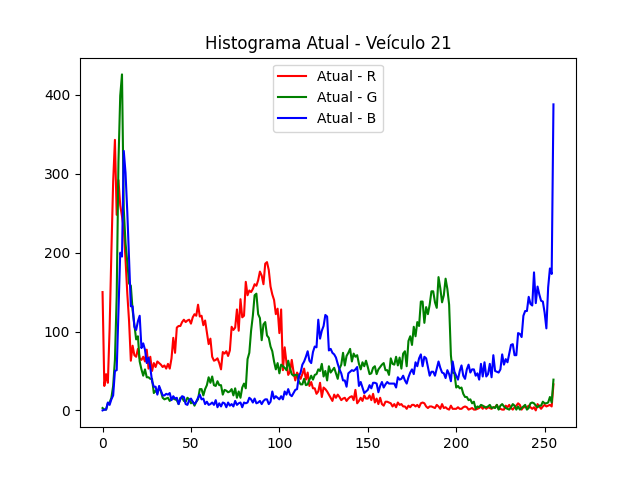 Histograma Atual - Veículo 21
Atual - R
Atual - G
Atual - B
400
300
200
100
0
0 50 100 150 200 250